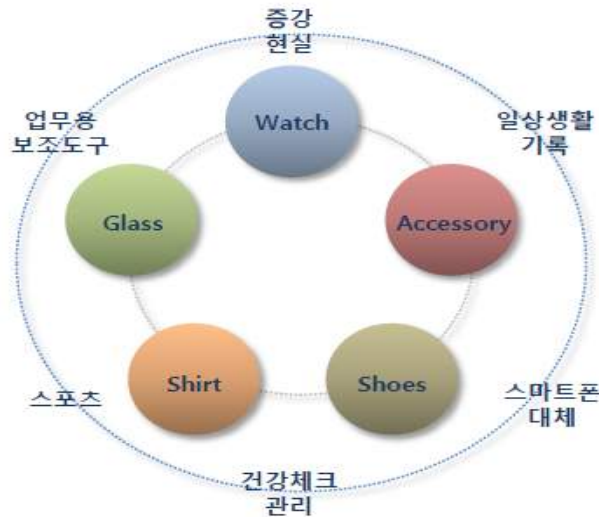 증강
현실
Watch
업무용
보조도구
일상생활
기록
Glass
Accessory
Shirt
Shoes
스포츠
스마트폰
대체
건강체크
관리